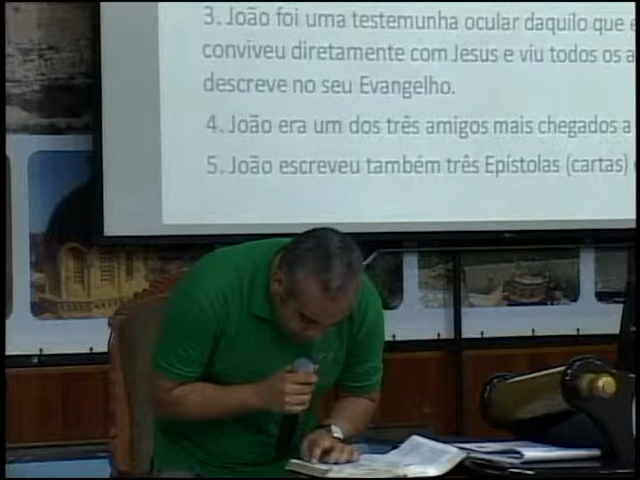 3. João foi uma testemunha ocular daquilo que
conviveu diretamente com Jesus e viu todos os a
descreve no seu Evangelho.
4. João era um dos três amigos mais chegados a
5. João escreveu também três Epístolas (cartas)